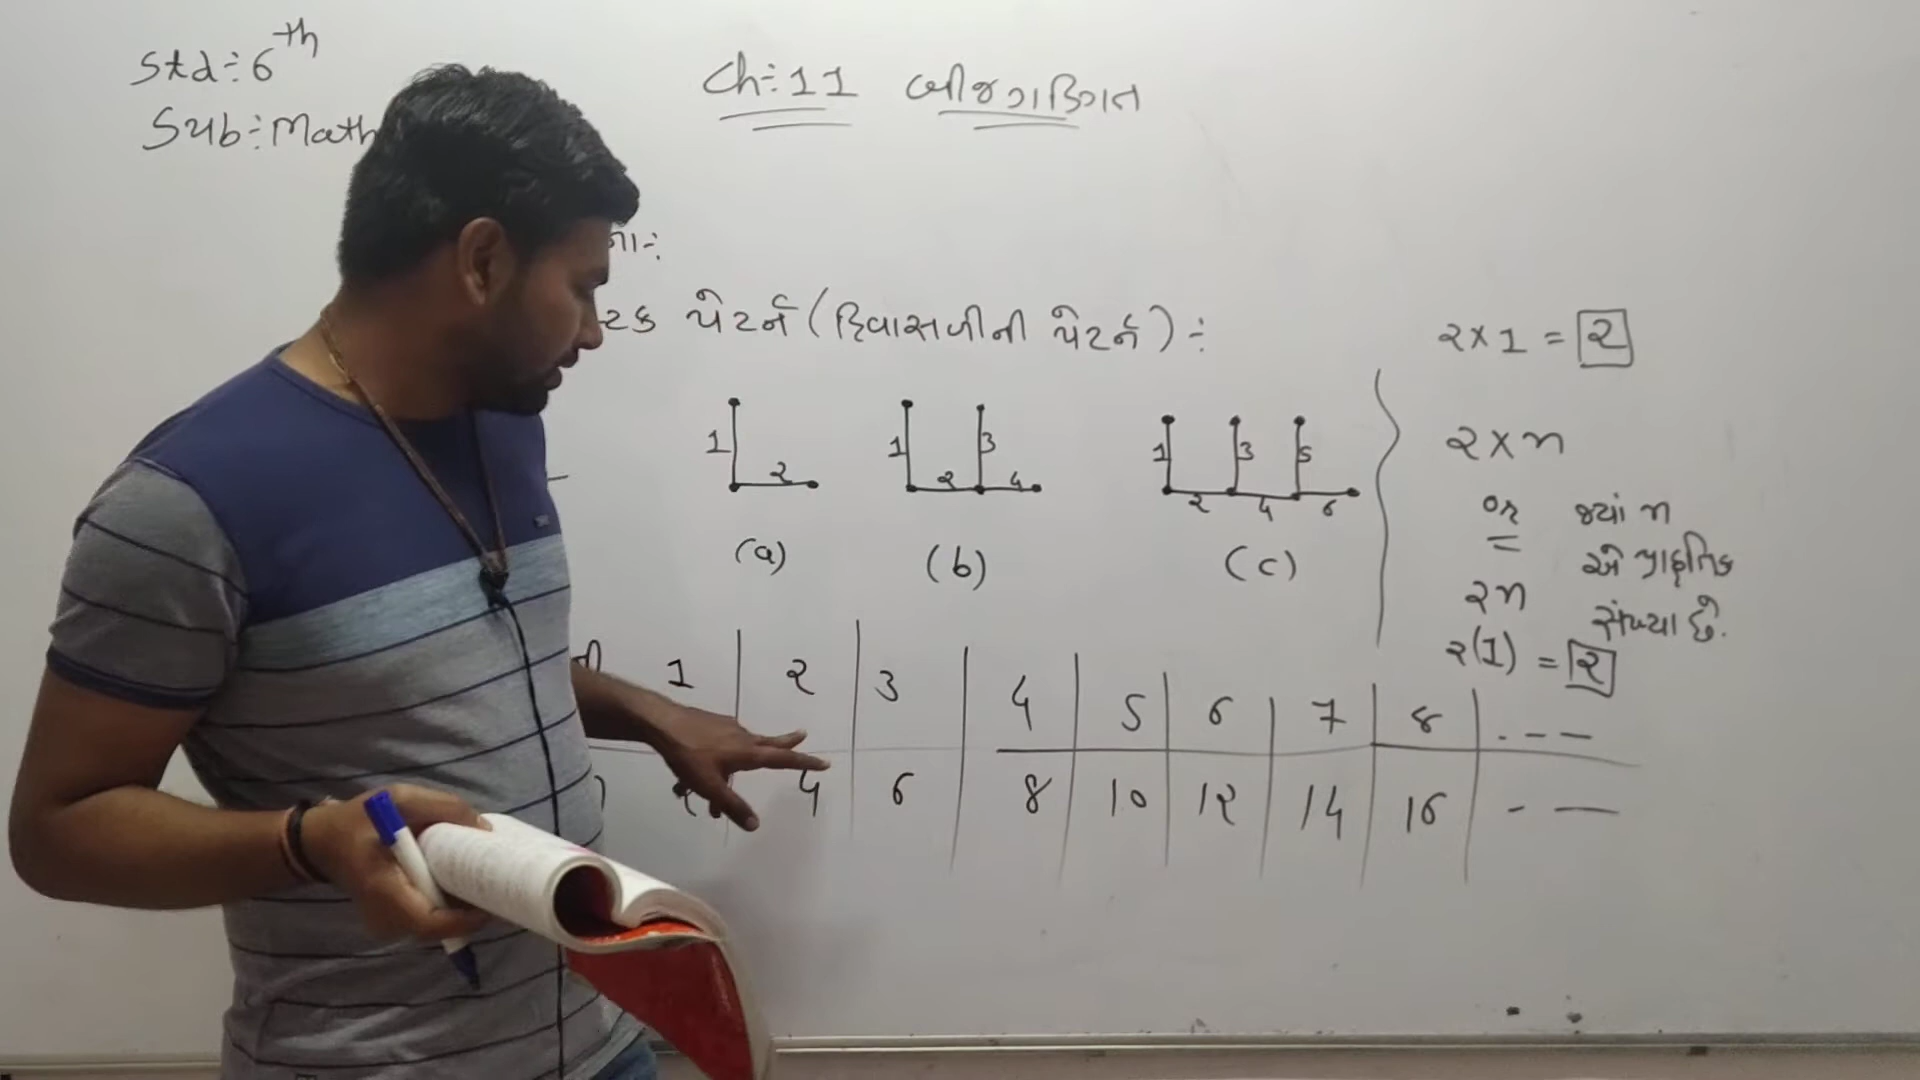 Std:- 6th
Sub:- Math
Ch:- 11 બીજગણિત
ના:-
ટક પેટર્ન (દિવાસળીની પેટર્ન) :-
2 × 1 = 2
1 2
1 2 3 4
1 2 3 4 5 6
2 × n
(a) (b) (c)
or જ્યાં n
એ પ્રાકૃતિક
2n સંખ્યા છે.
2(1) = 2
1 2 3 4 5 6 7 8 - - -
4 6 8 10 12 14 16 - —